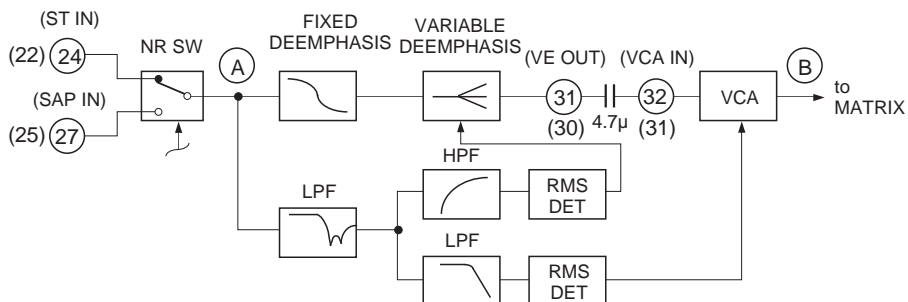 (ST IN)
(22) 24
NR SW
(SAP IN)
(25) 27
A
FIXED
DEEMPHASIS
VARIABLE
DEEMPHASIS
(VE OUT)
31
(30)
4.7μ
(VCA IN)
32
(31)
VCA
B
to
MATRIX
LPF
HPF
RMS
DET
LPF
RMS
DET